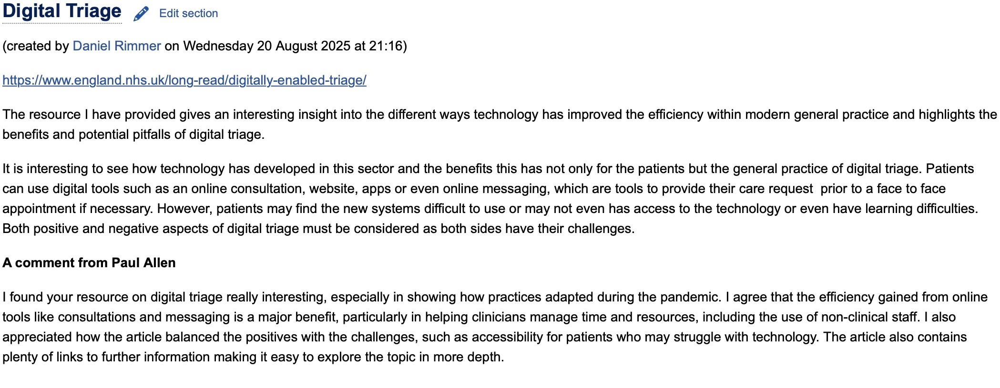 Digital Triage Edit section
(created by Daniel Rimmer on Wednesday 20 August 2025 at 21:16)
https://www.england.nhs.uk/long-read/digitally-enabled-triage/
The resource I have provided gives an interesting insight into the different ways technology has improved the efficiency within modern general practice and highlights the
benefits and potential pitfalls of digital triage.
It is interesting to see how technology has developed in this sector and the benefits this has not only for the patients but the general practice of digital triage. Patients
can use digital tools such as an online consultation, website, apps or even online messaging, which are tools to provide their care request  prior to a face to face
appointment if necessary. However, patients may find the new systems difficult to use or may not even has access to the technology or even have learning difficulties.
Both positive and negative aspects of digital triage must be considered as both sides have their challenges.
A comment from Paul Allen
I found your resource on digital triage really interesting, especially in showing how practices adapted during the pandemic. I agree that the efficiency gained from online
tools like consultations and messaging is a major benefit, particularly in helping clinicians manage time and resources, including the use of non-clinical staff. I also
appreciated how the article balanced the positives with the challenges, such as accessibility for patients who may struggle with technology. The article also contains
plenty of links to further information making it easy to explore the topic in more depth.